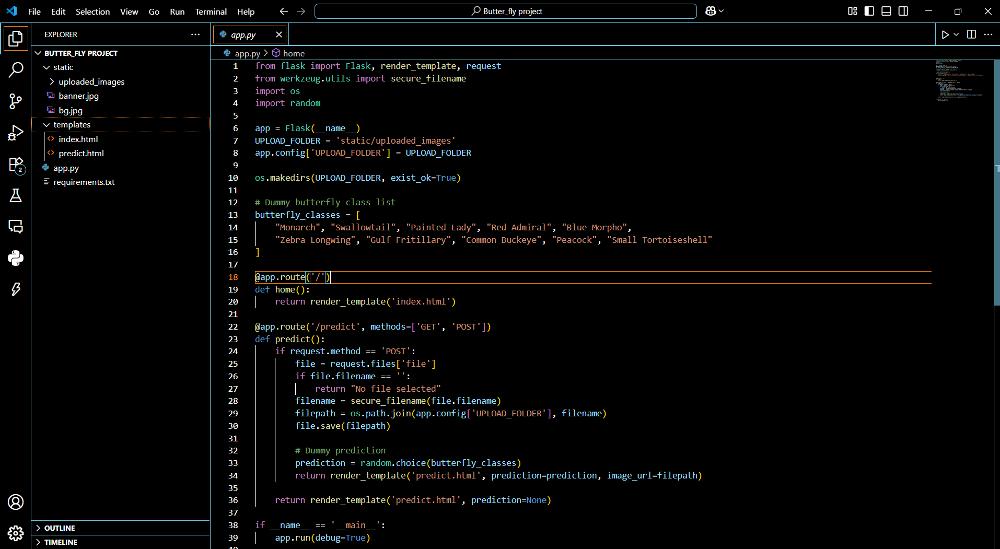 File Edit Selection View Go Run Terminal Help
Butter_fly project
EXPLORER
BUTTER_FLY PROJECT
static
uploaded_images
banner.jpg
bg.jpg
templates
index.html
predict.html
app.py
requirements.txt
2
OUTLINE
TIMELINE
app.py
app.py > home
1 from flask import Flask, render_template, request
2 from werkzeug.utils import secure_filename
3 import os
4 import random
5
6 app = Flask(__name__)
7 UPLOAD_FOLDER = 'static/uploaded_images'
8 app.config['UPLOAD_FOLDER'] = UPLOAD_FOLDER
9
10 os.makedirs(UPLOAD_FOLDER, exist_ok=True)
11
12 # Dummy butterfly class list
13 butterfly_classes = [
14     "Monarch", "Swallowtail", "Painted Lady", "Red Admiral", "Blue Morpho",
15     "Zebra Longwing", "Gulf Fritillary", "Common Buckeye", "Peacock", "Small Tortoiseshell"
16 ]
17
18 @app.route('/')
19 def home():
20     return render_template('index.html')
21
22 @app.route('/predict', methods=['GET', 'POST'])
23 def predict():
24     if request.method == 'POST':
25         file = request.files['file']
26         if file.filename == '':
27             return "No file selected"
28         filename = secure_filename(file.filename)
29         filepath = os.path.join(app.config['UPLOAD_FOLDER'], filename)
30         file.save(filepath)
31
32         # Dummy prediction
33         prediction = random.choice(butterfly_classes)
34         return render_template('predict.html', prediction=prediction, image_url=filepath)
35
36     return render_template('predict.html', prediction=None)
37
38 if __name__ == '__main__':
39     app.run(debug=True)